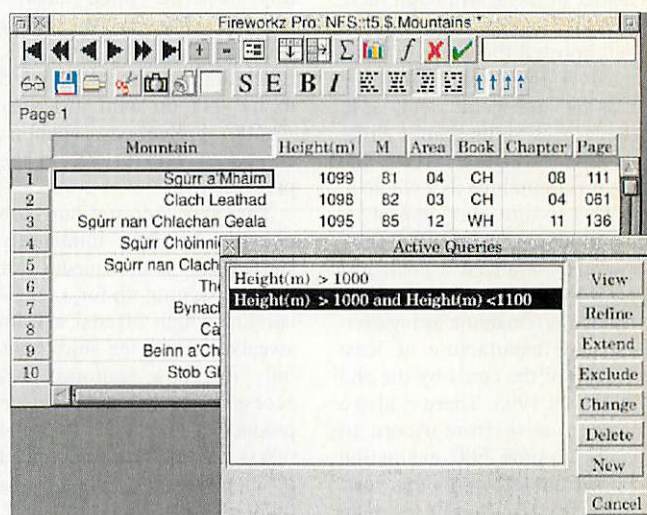 Fireworkz Pro: NFS::t5.$.Mountains *
Σ f
S E B I
Page 1
Mountain Height(m) M Area Book Chapter Page
1 Sgùrr a'Mhaim 1099 81 04 CH 08 111
2 Clach Leathad 1098 82 03 CH 04 061
3 Sgùrr nan Chlachan Geala 1095 85 12 WH 11 136
4 Sgùrr Chòinni
5 Sgùrr nan Clach
6 Th
7 Bynac
8 Cà
9 Beinn a'Ch
10 Stob G
Active Queries
Height(m) > 1000
Height(m) > 1000 and Height(m) <1100
View
Refine
Extend
Exclude
Change
Delete
New
Cancel